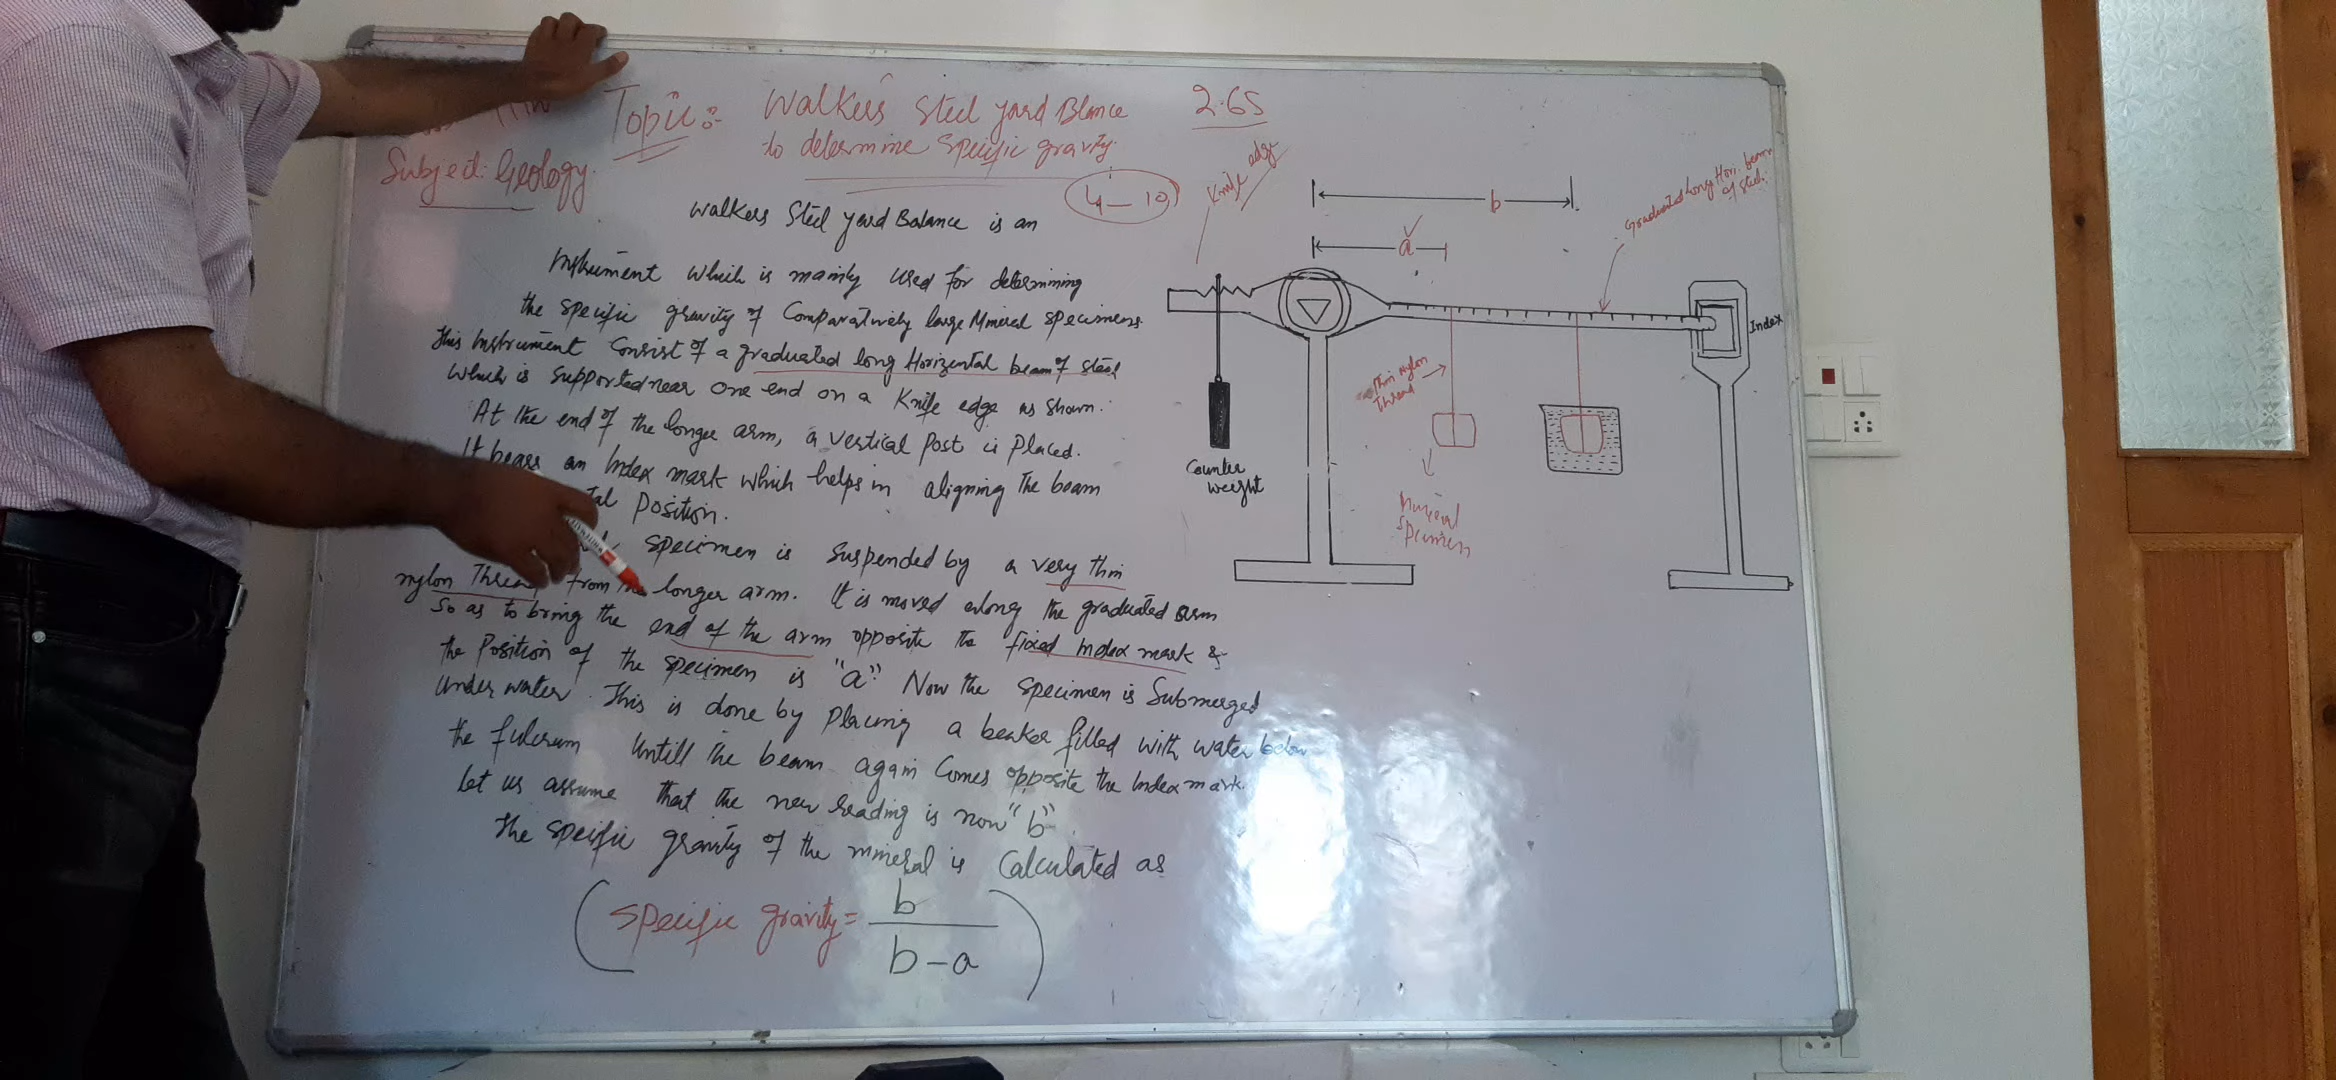 Topic:- Walker's Steel yard Blance
to determine Specific gravity.
2.65
Subject: Geology.
4 – 10
Walkers Steel yard Balance is an
Instrument which is mainly used for determining
the specific gravity of Comparatively large Mineral specimens.
This Instrument Consist of a graduated long Horizental beam of steel
which is supported near one end on a Knife edge as shown.
At the end of the longer arm, a vertical Post is Placed.
It bears an Index mark which helps in aligning the beam
Position.
specimen is suspended by a very thin
nylon Thread from the longer arm. It is moved along the graduated arm
so as to bring the end of the arm opposite the fixed Index mark &
the Position of the specimen is "a". Now the specimen is Submerged
under water. This is done by Placing a beaker filled with water below
the fulcrum Untill the beam again Comes opposite the Index mark.
Let us assume that the new reading is now "b".
The specific gravity of the mineral is Calculated as
Specific gravity = b
b-a
Knife edge
b
a
Graduated Long Hori. beam
of steel.
Index
Thin Nylon
Thread
Counter
weight
Mineral
Specimen